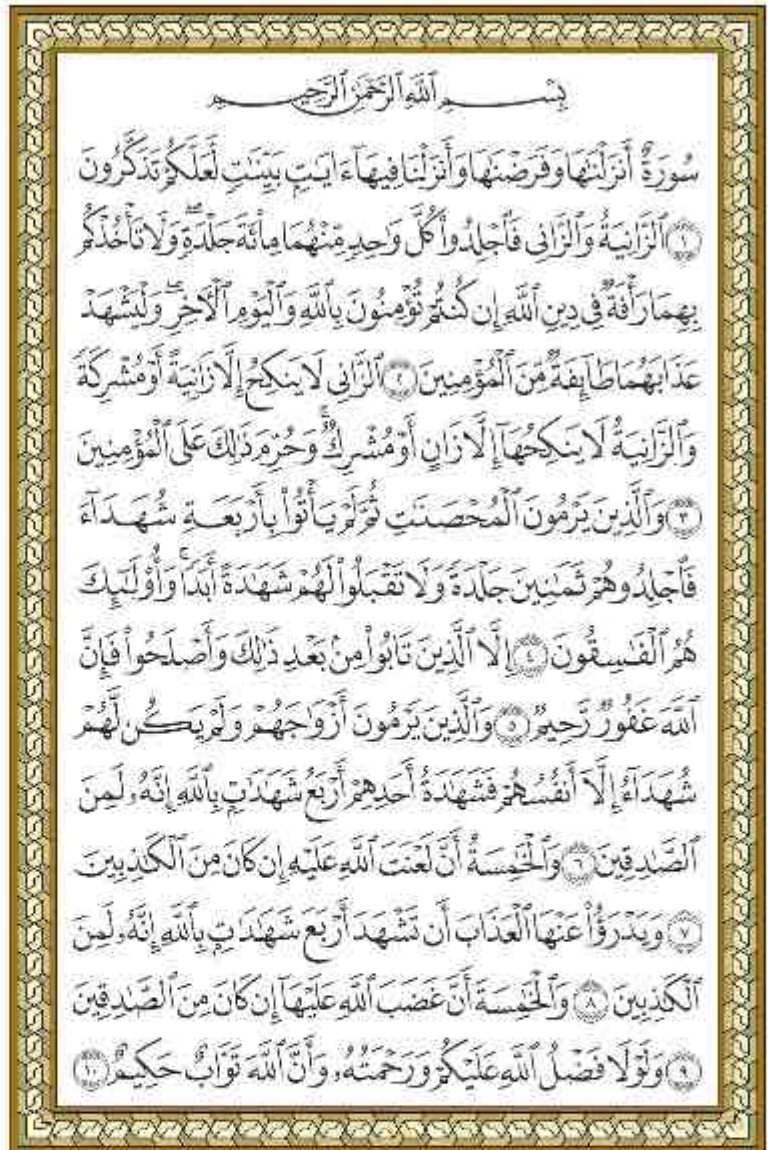 بِسْمِ ٱللَّهِ ٱلرَّحْمَٰنِ ٱلرَّحِيمِ
سُورَةٌ أَنزَلْنَٰهَا وَفَرَضْنَٰهَا وَأَنزَلْنَا فِيهَآ ءَايَٰتٍۭ بَيِّنَٰتٍ لَّعَلَّكُمْ تَذَكَّرُونَ
١ ٱلزَّانِيَةُ وَٱلزَّانِى فَٱجْلِدُوا۟ كُلَّ وَٰحِدٍ مِّنْهُمَا مِا۟ئَةَ جَلْدَةٍۖ وَلَا تَأْخُذْكُم
بِهِمَا رَأْفَةٌ فِى دِينِ ٱللَّهِ إِن كُنتُمْ تُؤْمِنُونَ بِٱللَّهِ وَٱلْيَوْمِ ٱلْءَاخِرِۖ وَلْيَشْهَدْ
عَذَابَهُمَا طَآئِفَةٌ مِّنَ ٱلْمُؤْمِنِينَ ٢ ٱلزَّانِى لَا يَنكِحُ إِلَّا زَانِيَةً أَوْ مُشْرِكَةً
وَٱلزَّانِيَةُ لَا يَنكِحُهَآ إِلَّا زَانٍ أَوْ مُشْرِكٌۚ وَحُرِّمَ ذَٰلِكَ عَلَى ٱلْمُؤْمِنِينَ
٣ وَٱلَّذِينَ يَرْمُونَ ٱلْمُحْصَنَٰتِ ثُمَّ لَمْ يَأْتُوا۟ بِأَرْبَعَةِ شُهَدَآءَ
فَٱجْلِدُوهُمْ ثَمَٰنِينَ جَلْدَةً وَلَا تَقْبَلُوا۟ لَهُمْ شَهَٰدَةً أَبَدًاۚ وَأُو۟لَٰٓئِكَ
هُمُ ٱلْفَٰسِقُونَ ٤ إِلَّا ٱلَّذِينَ تَابُوا۟ مِنۢ بَعْدِ ذَٰلِكَ وَأَصْلَحُوا۟ فَإِنَّ
ٱللَّهَ غَفُورٌ رَّحِيمٌ ٥ وَٱلَّذِينَ يَرْمُونَ أَزْوَٰجَهُمْ وَلَمْ يَكُن لَّهُمْ
شُهَدَآءُ إِلَّآ أَنفُسُهُمْ فَشَهَٰدَةُ أَحَدِهِمْ أَرْبَعُ شَهَٰدَٰتٍۭ بِٱللَّهِ إِنَّهُۥ لَمِنَ
ٱلصَّٰدِقِينَ ٦ وَٱلْخَٰمِسَةُ أَنَّ لَعْنَتَ ٱللَّهِ عَلَيْهِ إِن كَانَ مِنَ ٱلْكَٰذِبِينَ
٧ وَيَدْرَؤُا۟ عَنْهَا ٱلْعَذَابَ أَن تَشْهَدَ أَرْبَعَ شَهَٰدَٰتٍۭ بِٱللَّهِ إِنَّهُۥ لَمِنَ
ٱلْكَٰذِبِينَ ٨ وَٱلْخَٰمِسَةَ أَنَّ غَضَبَ ٱللَّهِ عَلَيْهَآ إِن كَانَ مِنَ ٱلصَّٰدِقِينَ
٩ وَلَوْلَا فَضْلُ ٱللَّهِ عَلَيْكُمْ وَرَحْمَتُهُۥ وَأَنَّ ٱللَّهَ تَوَّابٌ حَكِيمٌ ١٠